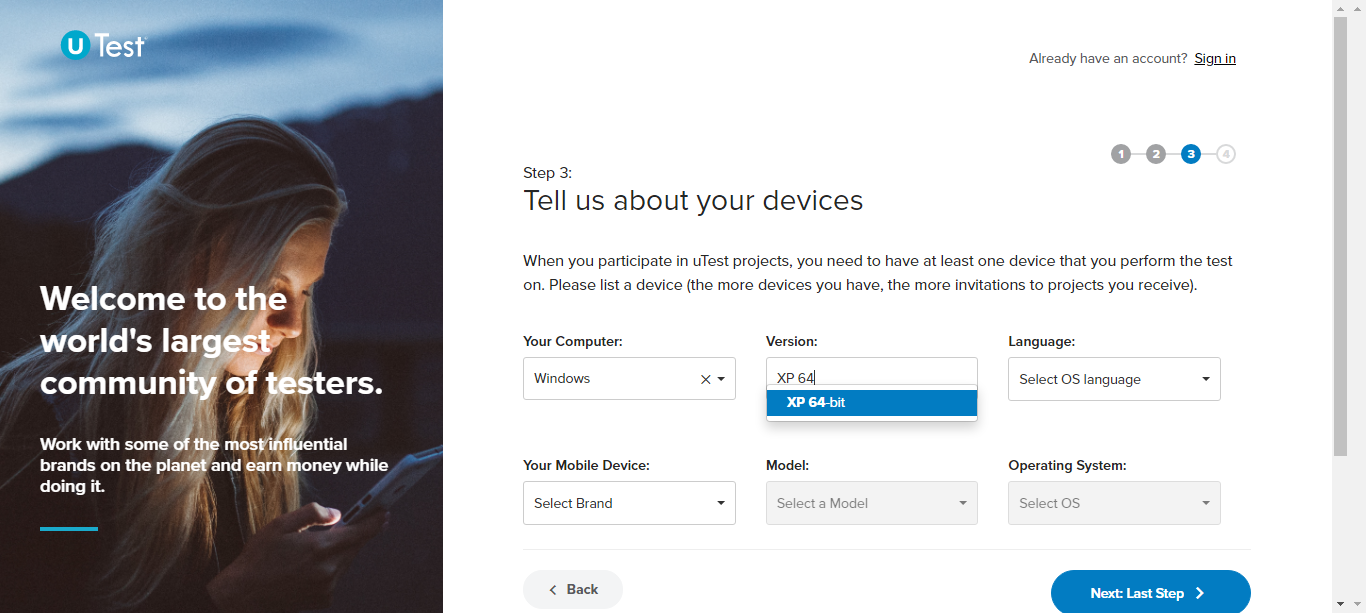 U Test
Already have an account? Sign in
1 2 3 4
Step 3:
Tell us about your devices
When you participate in uTest projects, you need to have at least one device that you perform the test
on. Please list a device (the more devices you have, the more invitations to projects you receive).
Welcome to the
world's largest
community of testers.
Work with some of the most influential
brands on the planet and earn money while
doing it.
Your Computer: Version: Language:
Windows XP 64 Select OS language
XP 64-bit
Your Mobile Device: Model: Operating System:
Select Brand Select a Model Select OS
Back Next: Last Step